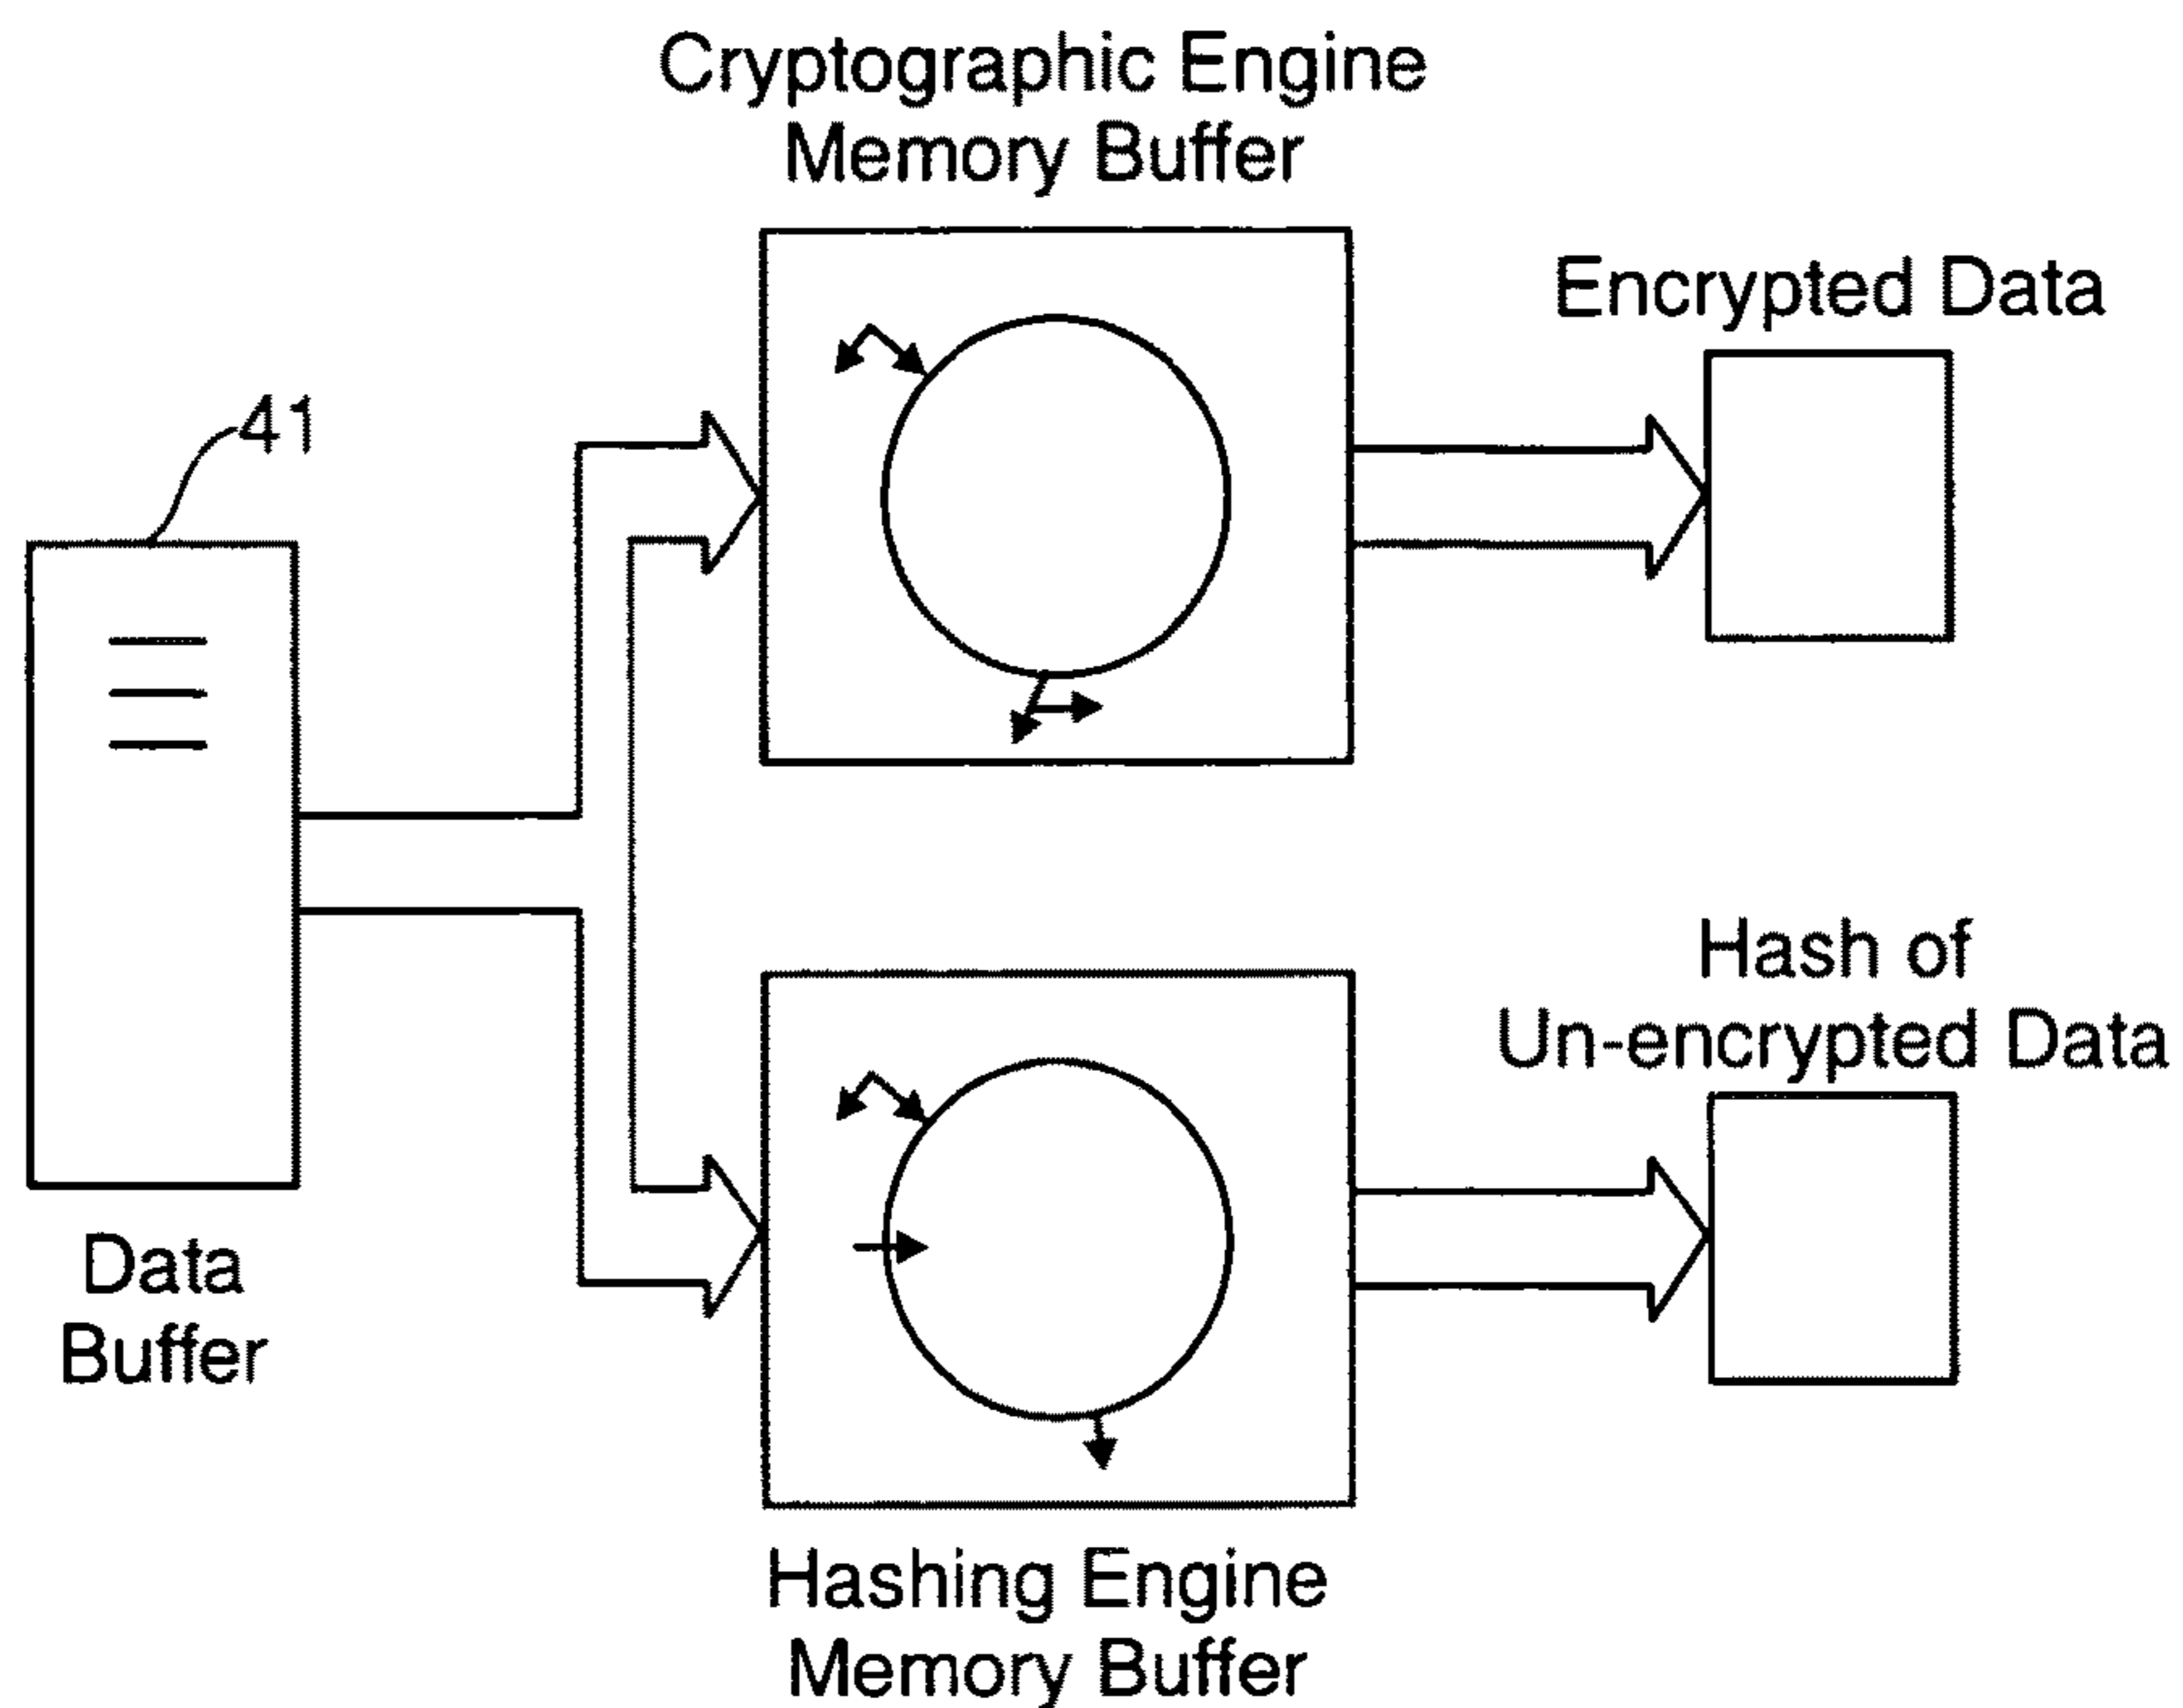 Cryptographic Engine
Memory Buffer
Encrypted Data
41
Data
Buffer
Hash of
Un-encrypted Data
Hashing Engine
Memory Buffer